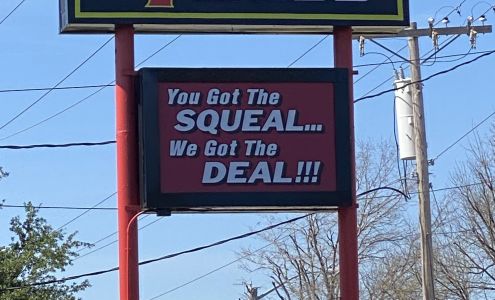 You Got The
SQUEAL...
We Got The
DEAL!!!